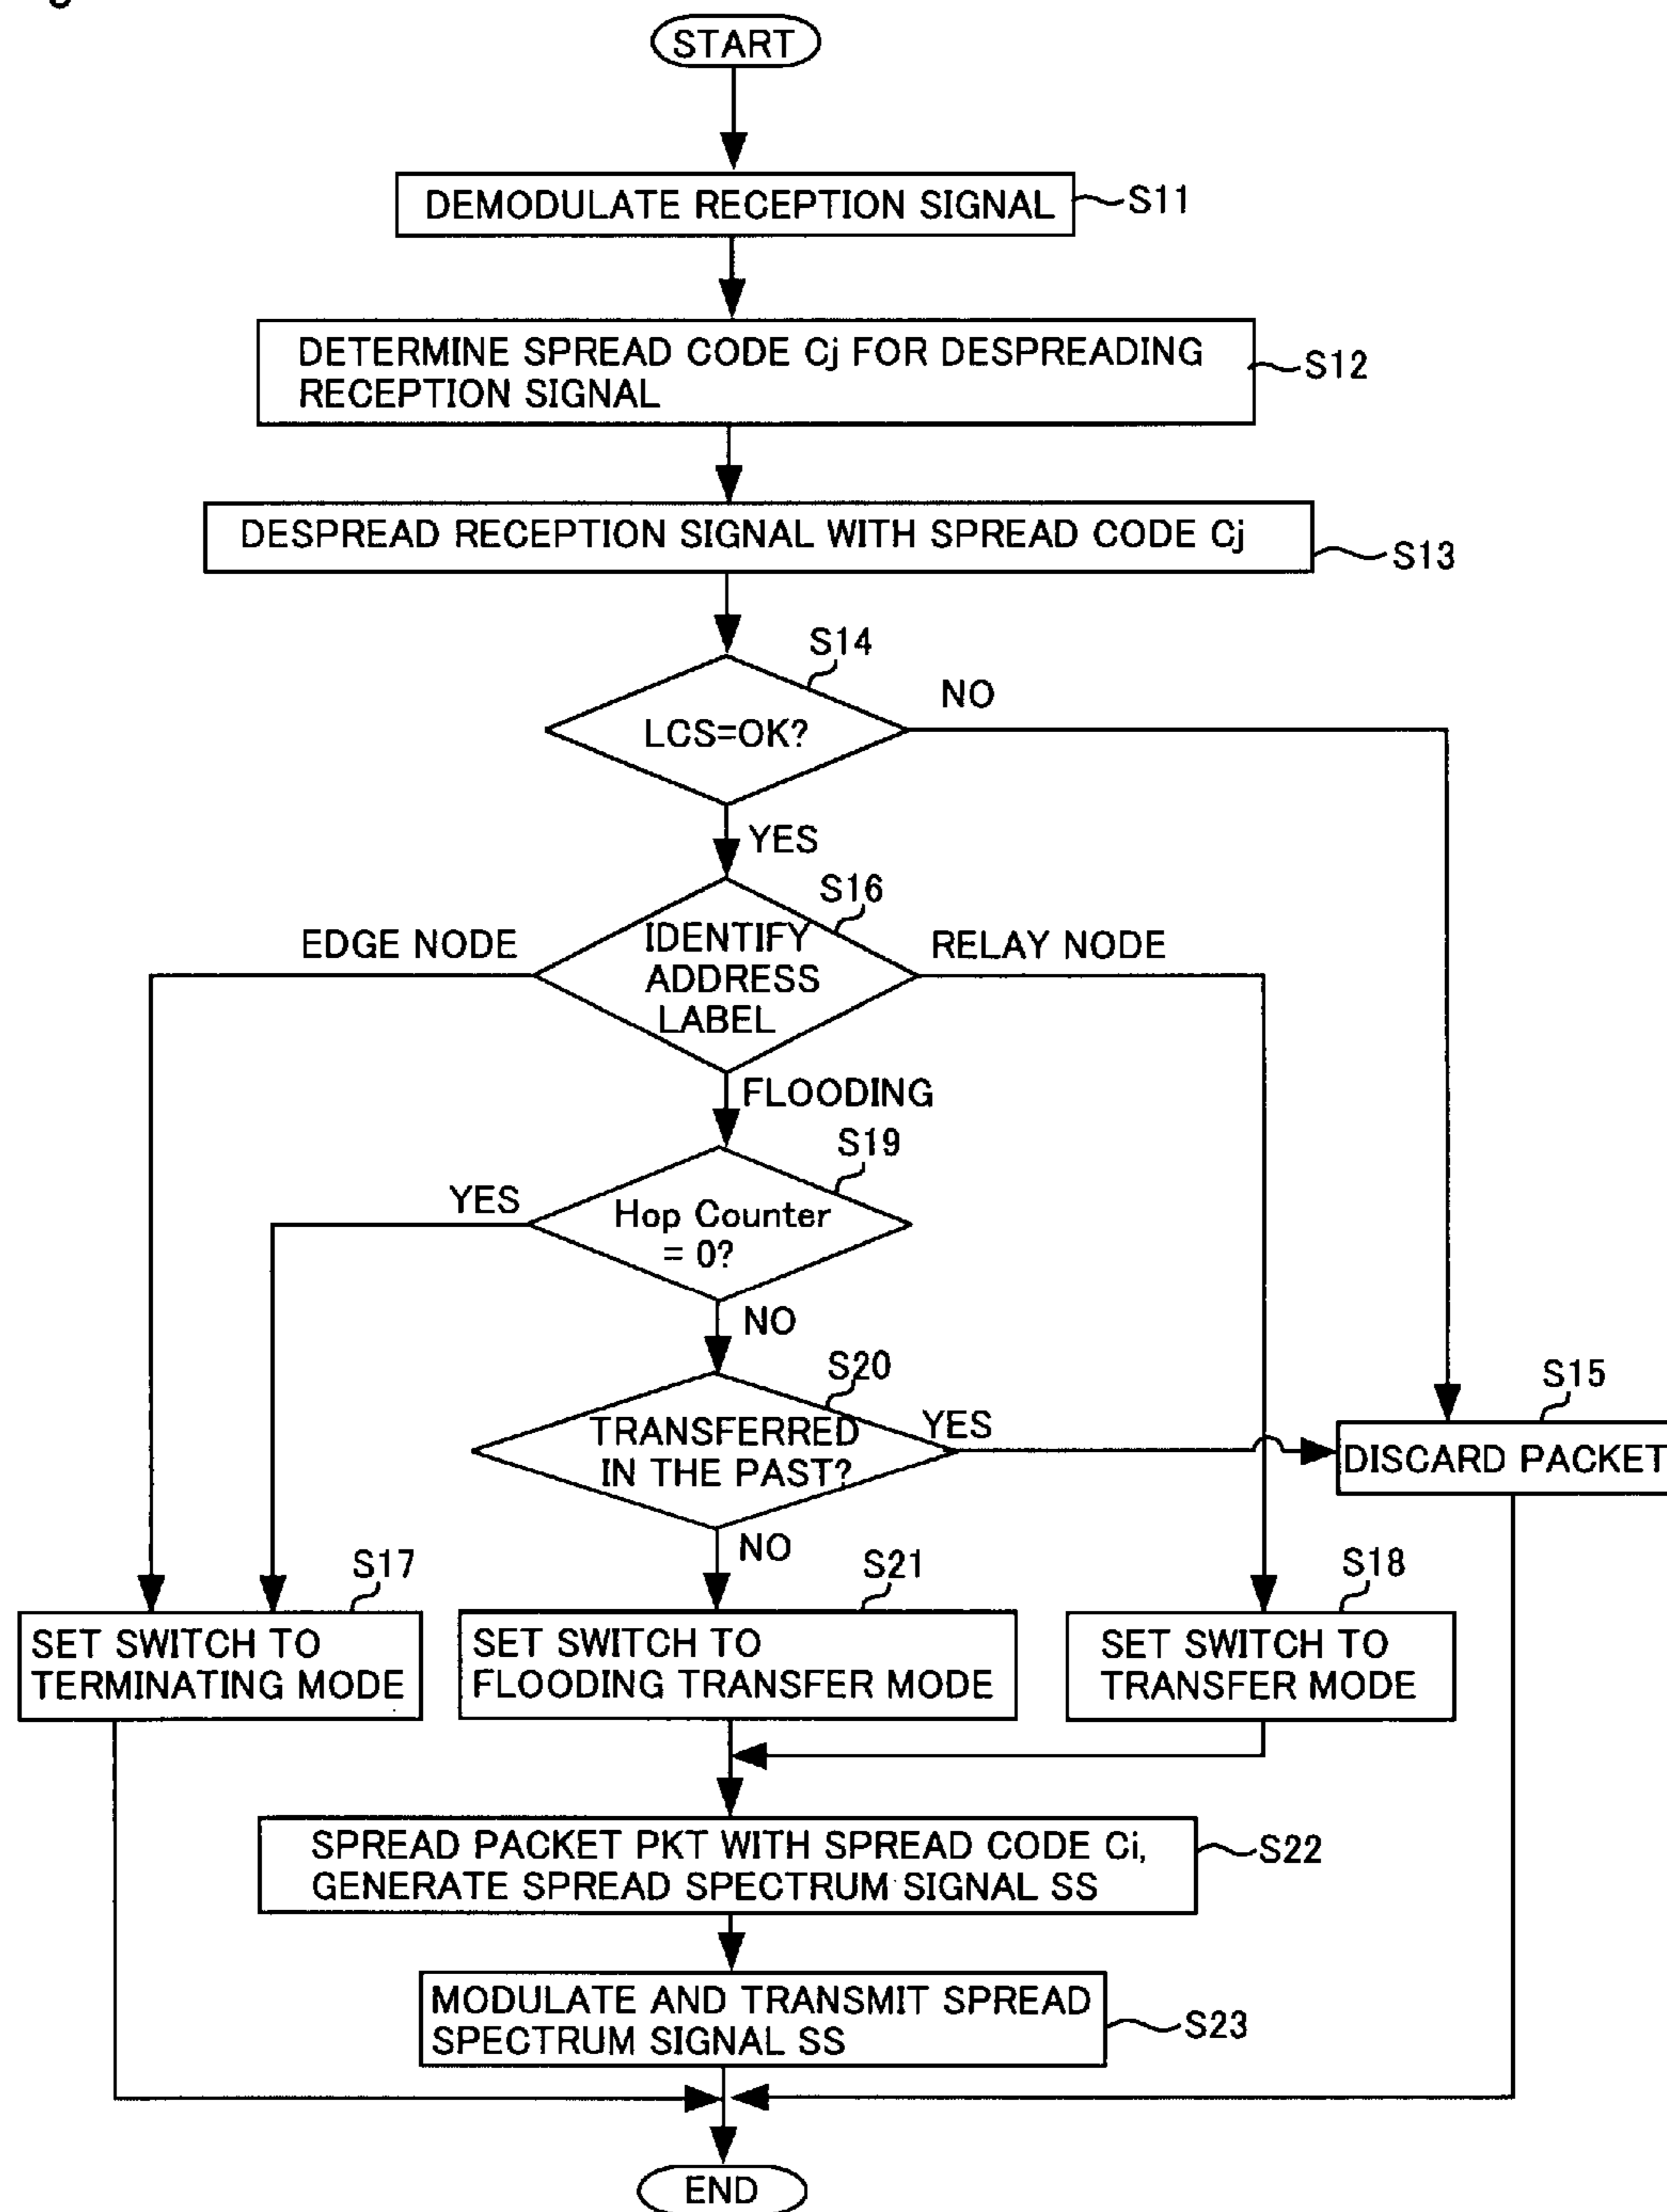 START
DEMODULATE RECEPTION SIGNAL
S11
DETERMINE SPREAD CODE Cj FOR DESPREADING
RECEPTION SIGNAL
S12
DESPREAD RECEPTION SIGNAL WITH SPREAD CODE Cj
S13
S14
LCS=OK?
NO
YES
S16
IDENTIFY
ADDRESS
LABEL
EDGE NODE
RELAY NODE
FLOODING
S19
Hop Counter
= 0?
YES
NO
S20
TRANSFERRED
IN THE PAST?
YES
S15
DISCARD PACKET
NO
S17
SET SWITCH TO
TERMINATING MODE
S21
SET SWITCH TO
FLOODING TRANSFER MODE
S18
SET SWITCH TO
TRANSFER MODE
SPREAD PACKET PKT WITH SPREAD CODE Ci,
GENERATE SPREAD SPECTRUM SIGNAL SS
S22
MODULATE AND TRANSMIT SPREAD
SPECTRUM SIGNAL SS
S23
END